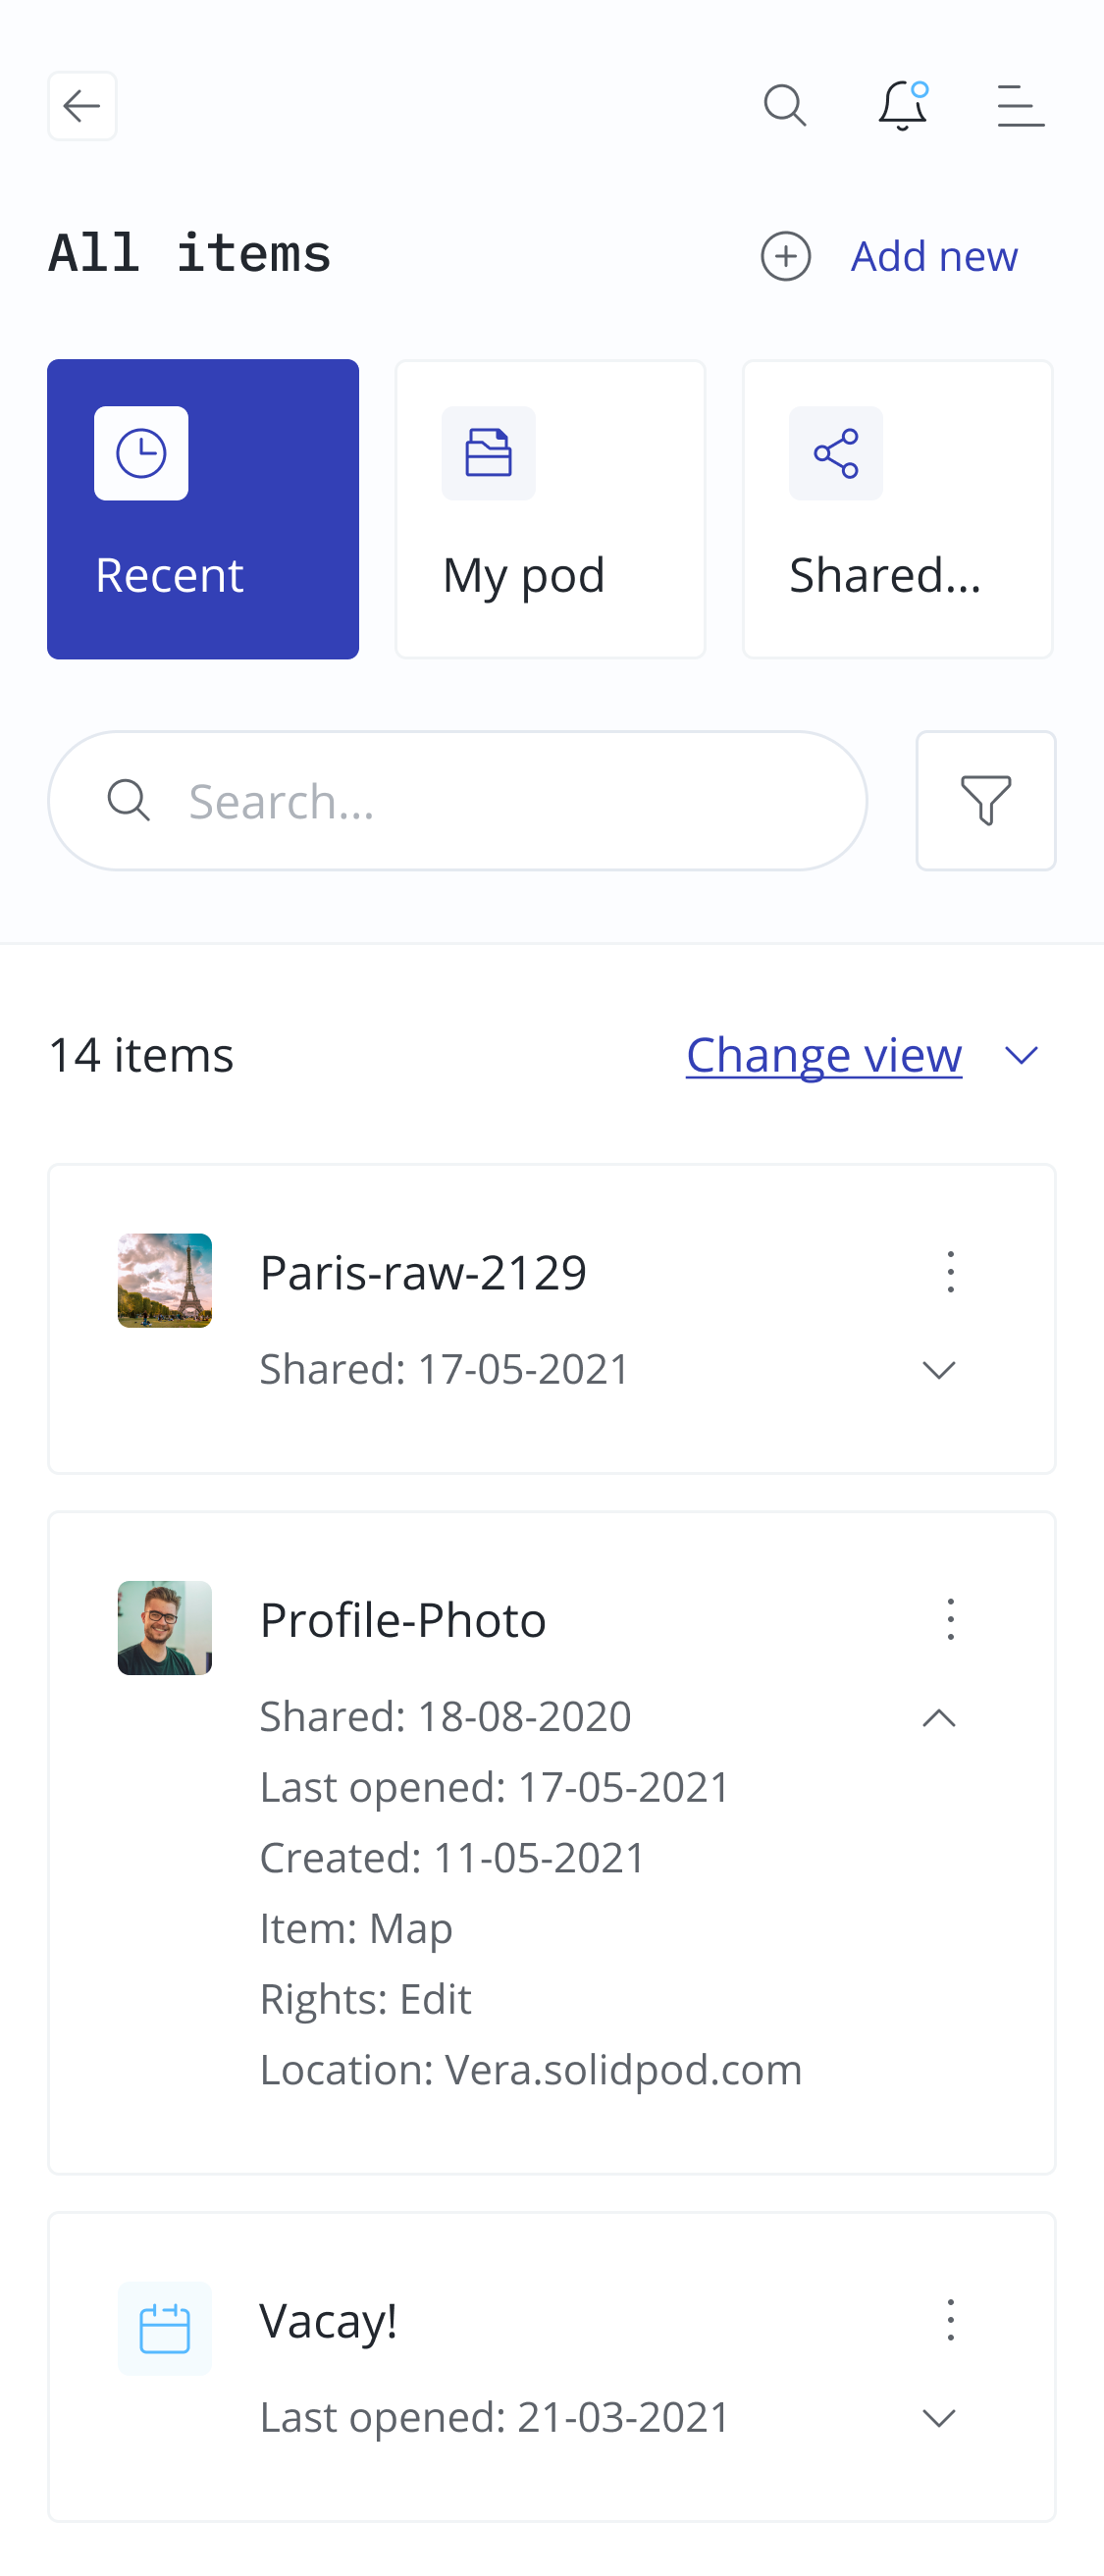 All items
Add new
Recent
My pod
Shared...
Search...
14 items
Change view
Paris-raw-2129
Shared: 17-05-2021
Profile-Photo
Shared: 18-08-2020
Last opened: 17-05-2021
Created: 11-05-2021
Item: Map
Rights: Edit
Location: Vera.solidpod.com
Vacay!
Last opened: 21-03-2021